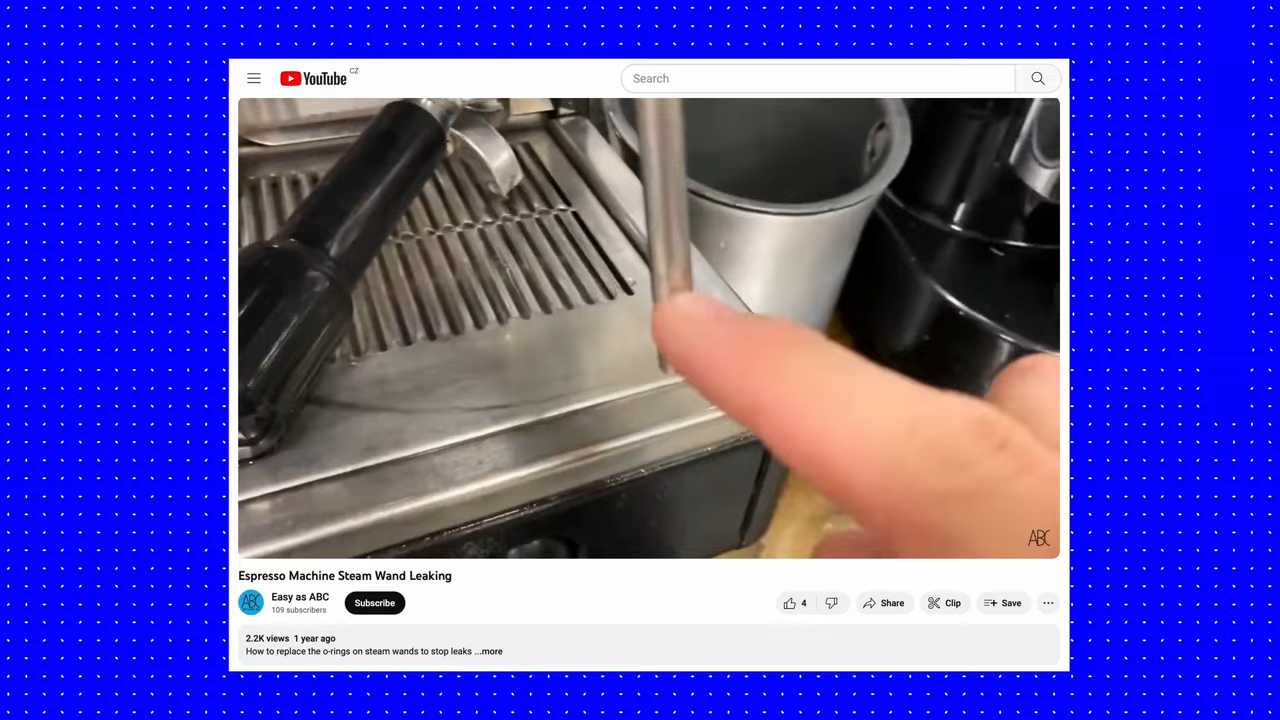 YouTube CZ
Search
ABC
Espresso Machine Steam Wand Leaking
ABC
Easy as ABC
109 subscribers
Subscribe
4
Share
Clip
Save
2.2K views 1 year ago
How to replace the o-rings on steam wands to stop leaks ...more